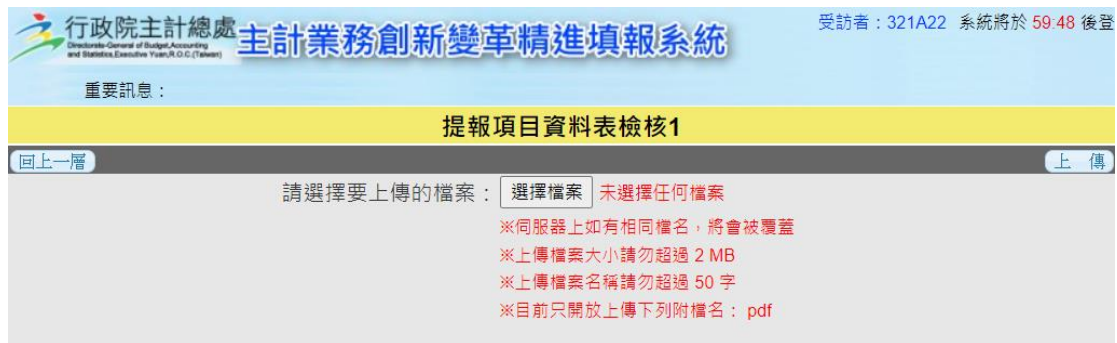 行政院主計總處
Directorate-General of Budget, Accounting
and Statistics, Executive Yuan, R.O.C.(Taiwan)
主計業務創新變革精進填報系統
受訪者：321A22 系統將於 59:48 後登
重要訊息：
提報項目資料表檢核1
回上一層
上 傳
請選擇要上傳的檔案： 選擇檔案 未選擇任何檔案
※伺服器上如有相同檔名，將會被覆蓋
※上傳檔案大小請勿超過 2 MB
※上傳檔案名稱請勿超過 50 字
※目前只開放上傳下列附檔名： pdf